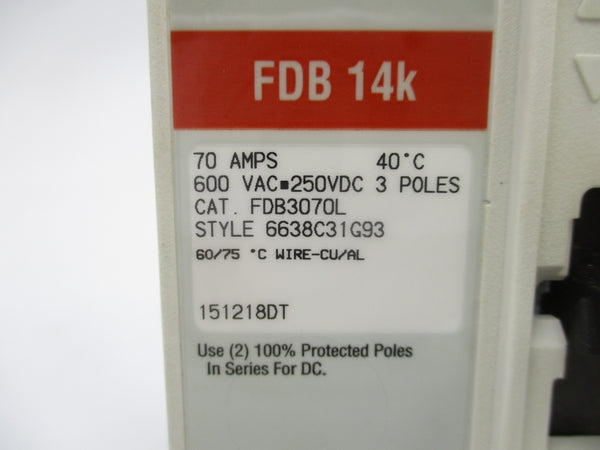 FDB 14k
70 AMPS 40°C
600 VAC▪250VDC 3 POLES
CAT. FDB3070L
STYLE 6638C31G93
60/75 °C WIRE-CU/AL
151218DT
Use (2) 100% Protected Poles
In Series For DC.